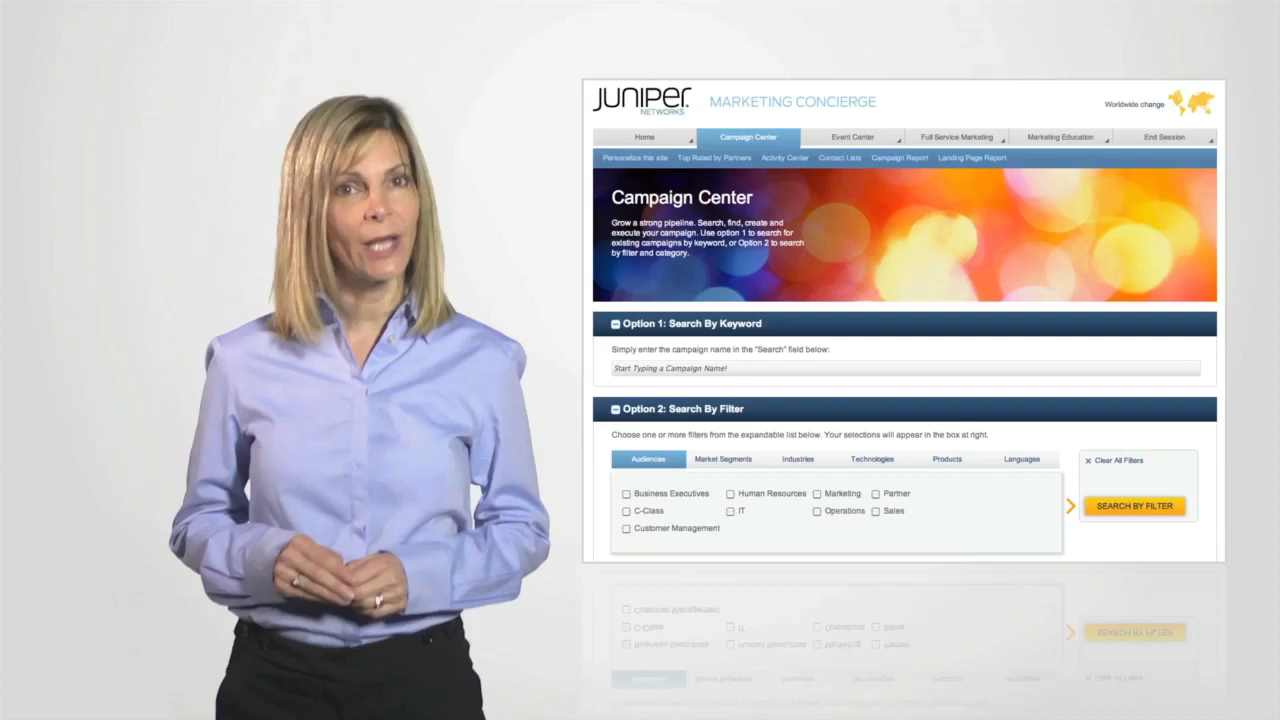 JUNIPER
NETWORKS
MARKETING CONCIERGE
Worldwide change
Home Campaign Center Event Center Full Service Marketing Marketing Education End Session
Personalize this site Top Rated by Partners Activity Center Contact Lists Campaign Report Landing Page Report
Campaign Center
Grow a strong pipeline. Search, find, create and
execute your campaign. Use option 1 to search for
existing campaigns by keyword, or Option 2 to search
by filter and category.
Option 1: Search By Keyword
Simply enter the campaign name in the "Search" field below:
Start Typing a Campaign Name!
Option 2: Search By Filter
Choose one or more filters from the expandable list below. Your selections will appear in the box at right.
Audiences Market Segments Industries Technologies Products Languages
Clear All Filters
Business Executives Human Resources Marketing Partner
SEARCH BY FILTER
C-Class IT Operations Sales
Customer Management